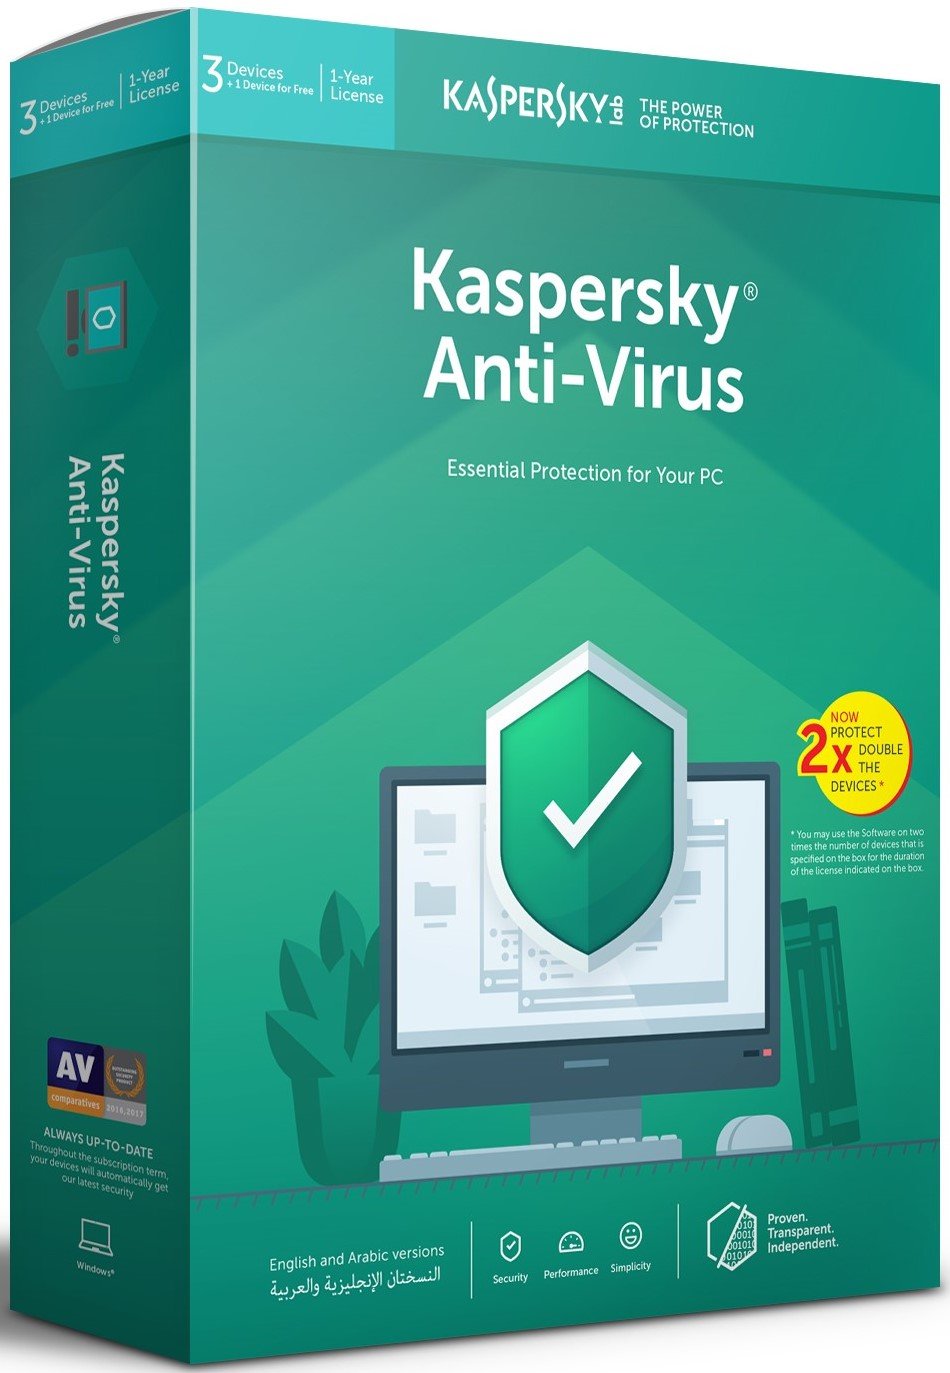 3 Devices
+ 1 Device for Free
1-Year
License
Kaspersky®
Anti-Virus
AV
comparatives
OUTSTANDING
SECURITY
PRODUCT
2016, 2017
ALWAYS UP-TO-DATE
Throughout the subscription term,
your devices will automatically get
our latest security
Windows®
3 Devices
+ 1 Device for Free
1-Year
License
KASPERSKY lab
THE POWER
OF PROTECTION
Kaspersky®
Anti-Virus
Essential Protection for Your PC
NOW
PROTECT
2x DOUBLE
THE
DEVICES *
* You may use the Software on two
times the number of devices that is
specified on the box for the duration
of the license indicated on the box.
English and Arabic versions
النسختان الإنجليزية والعربية
Security
Performance
Simplicity
Proven.
Transparent.
Independent.